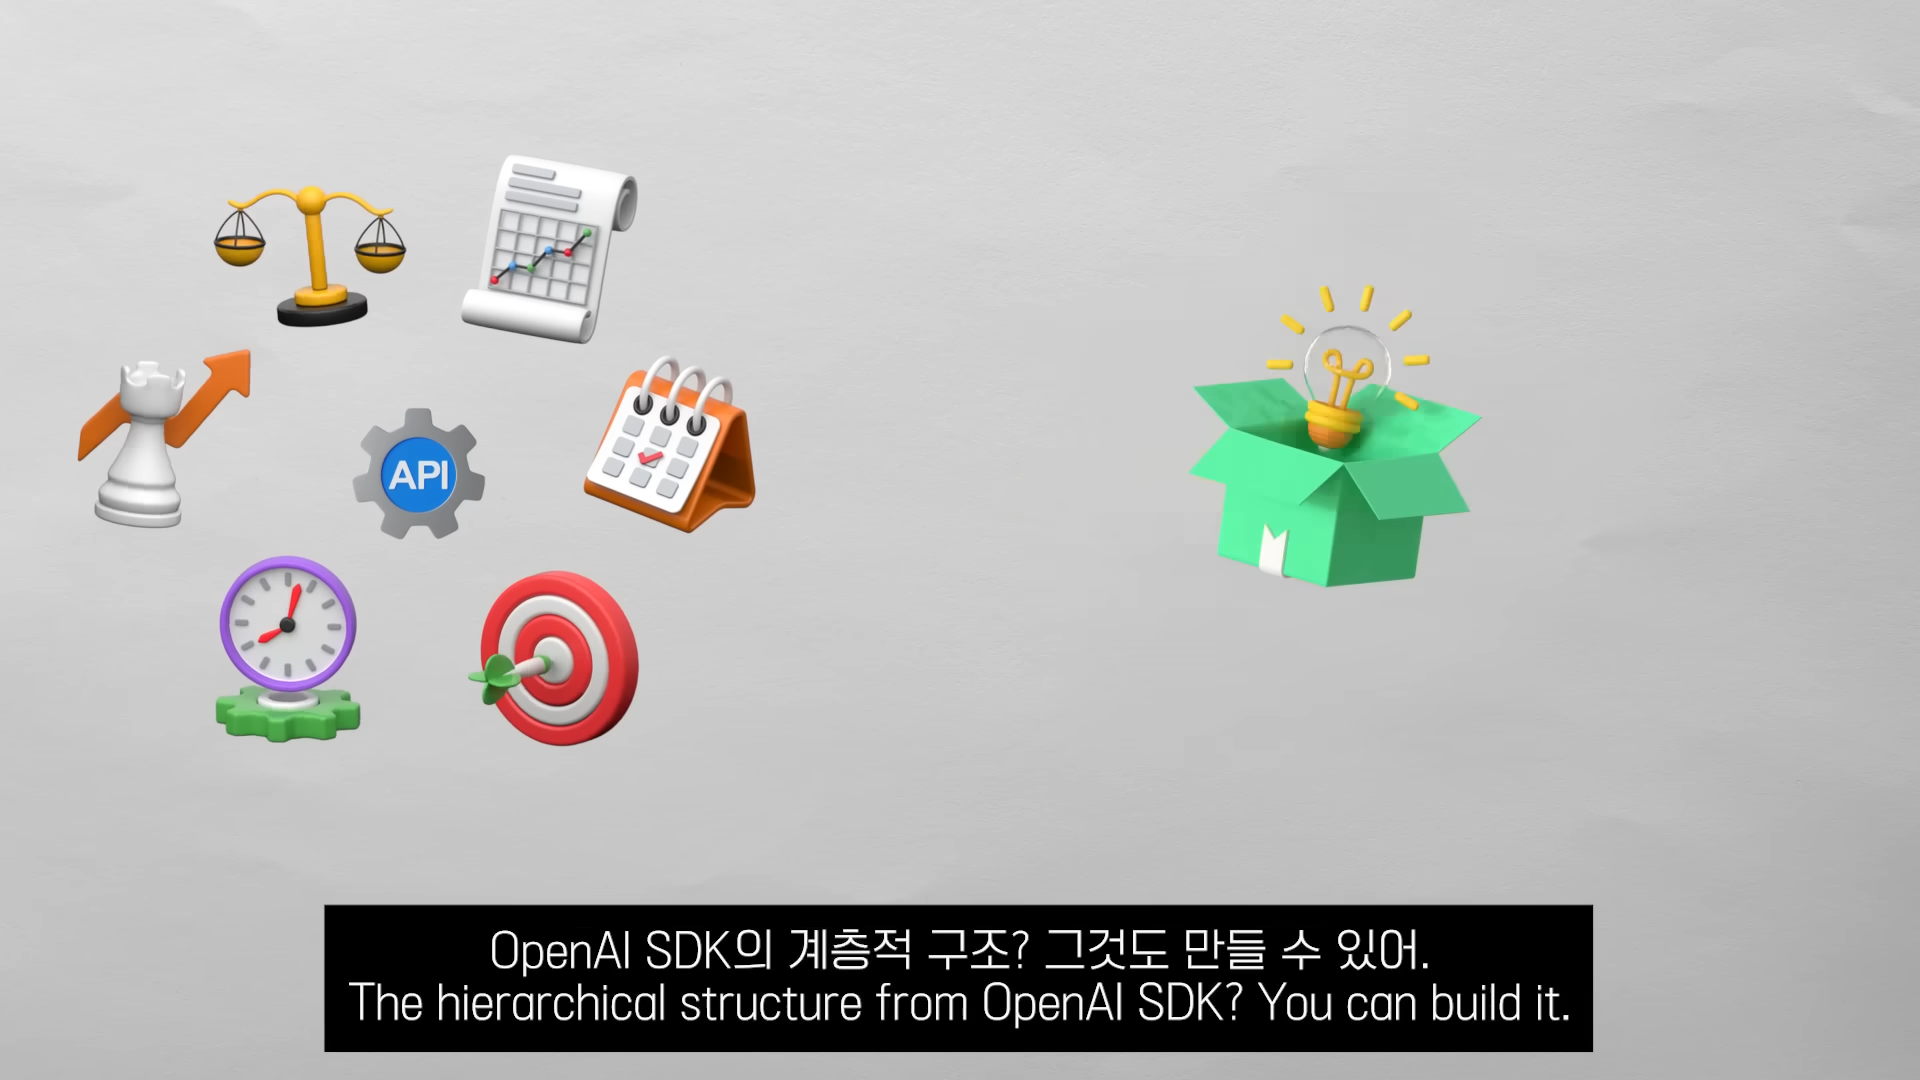 API
OpenAI SDK의 계층적 구조? 그것도 만들 수 있어.
The hierarchical structure from OpenAI SDK? You can build it.